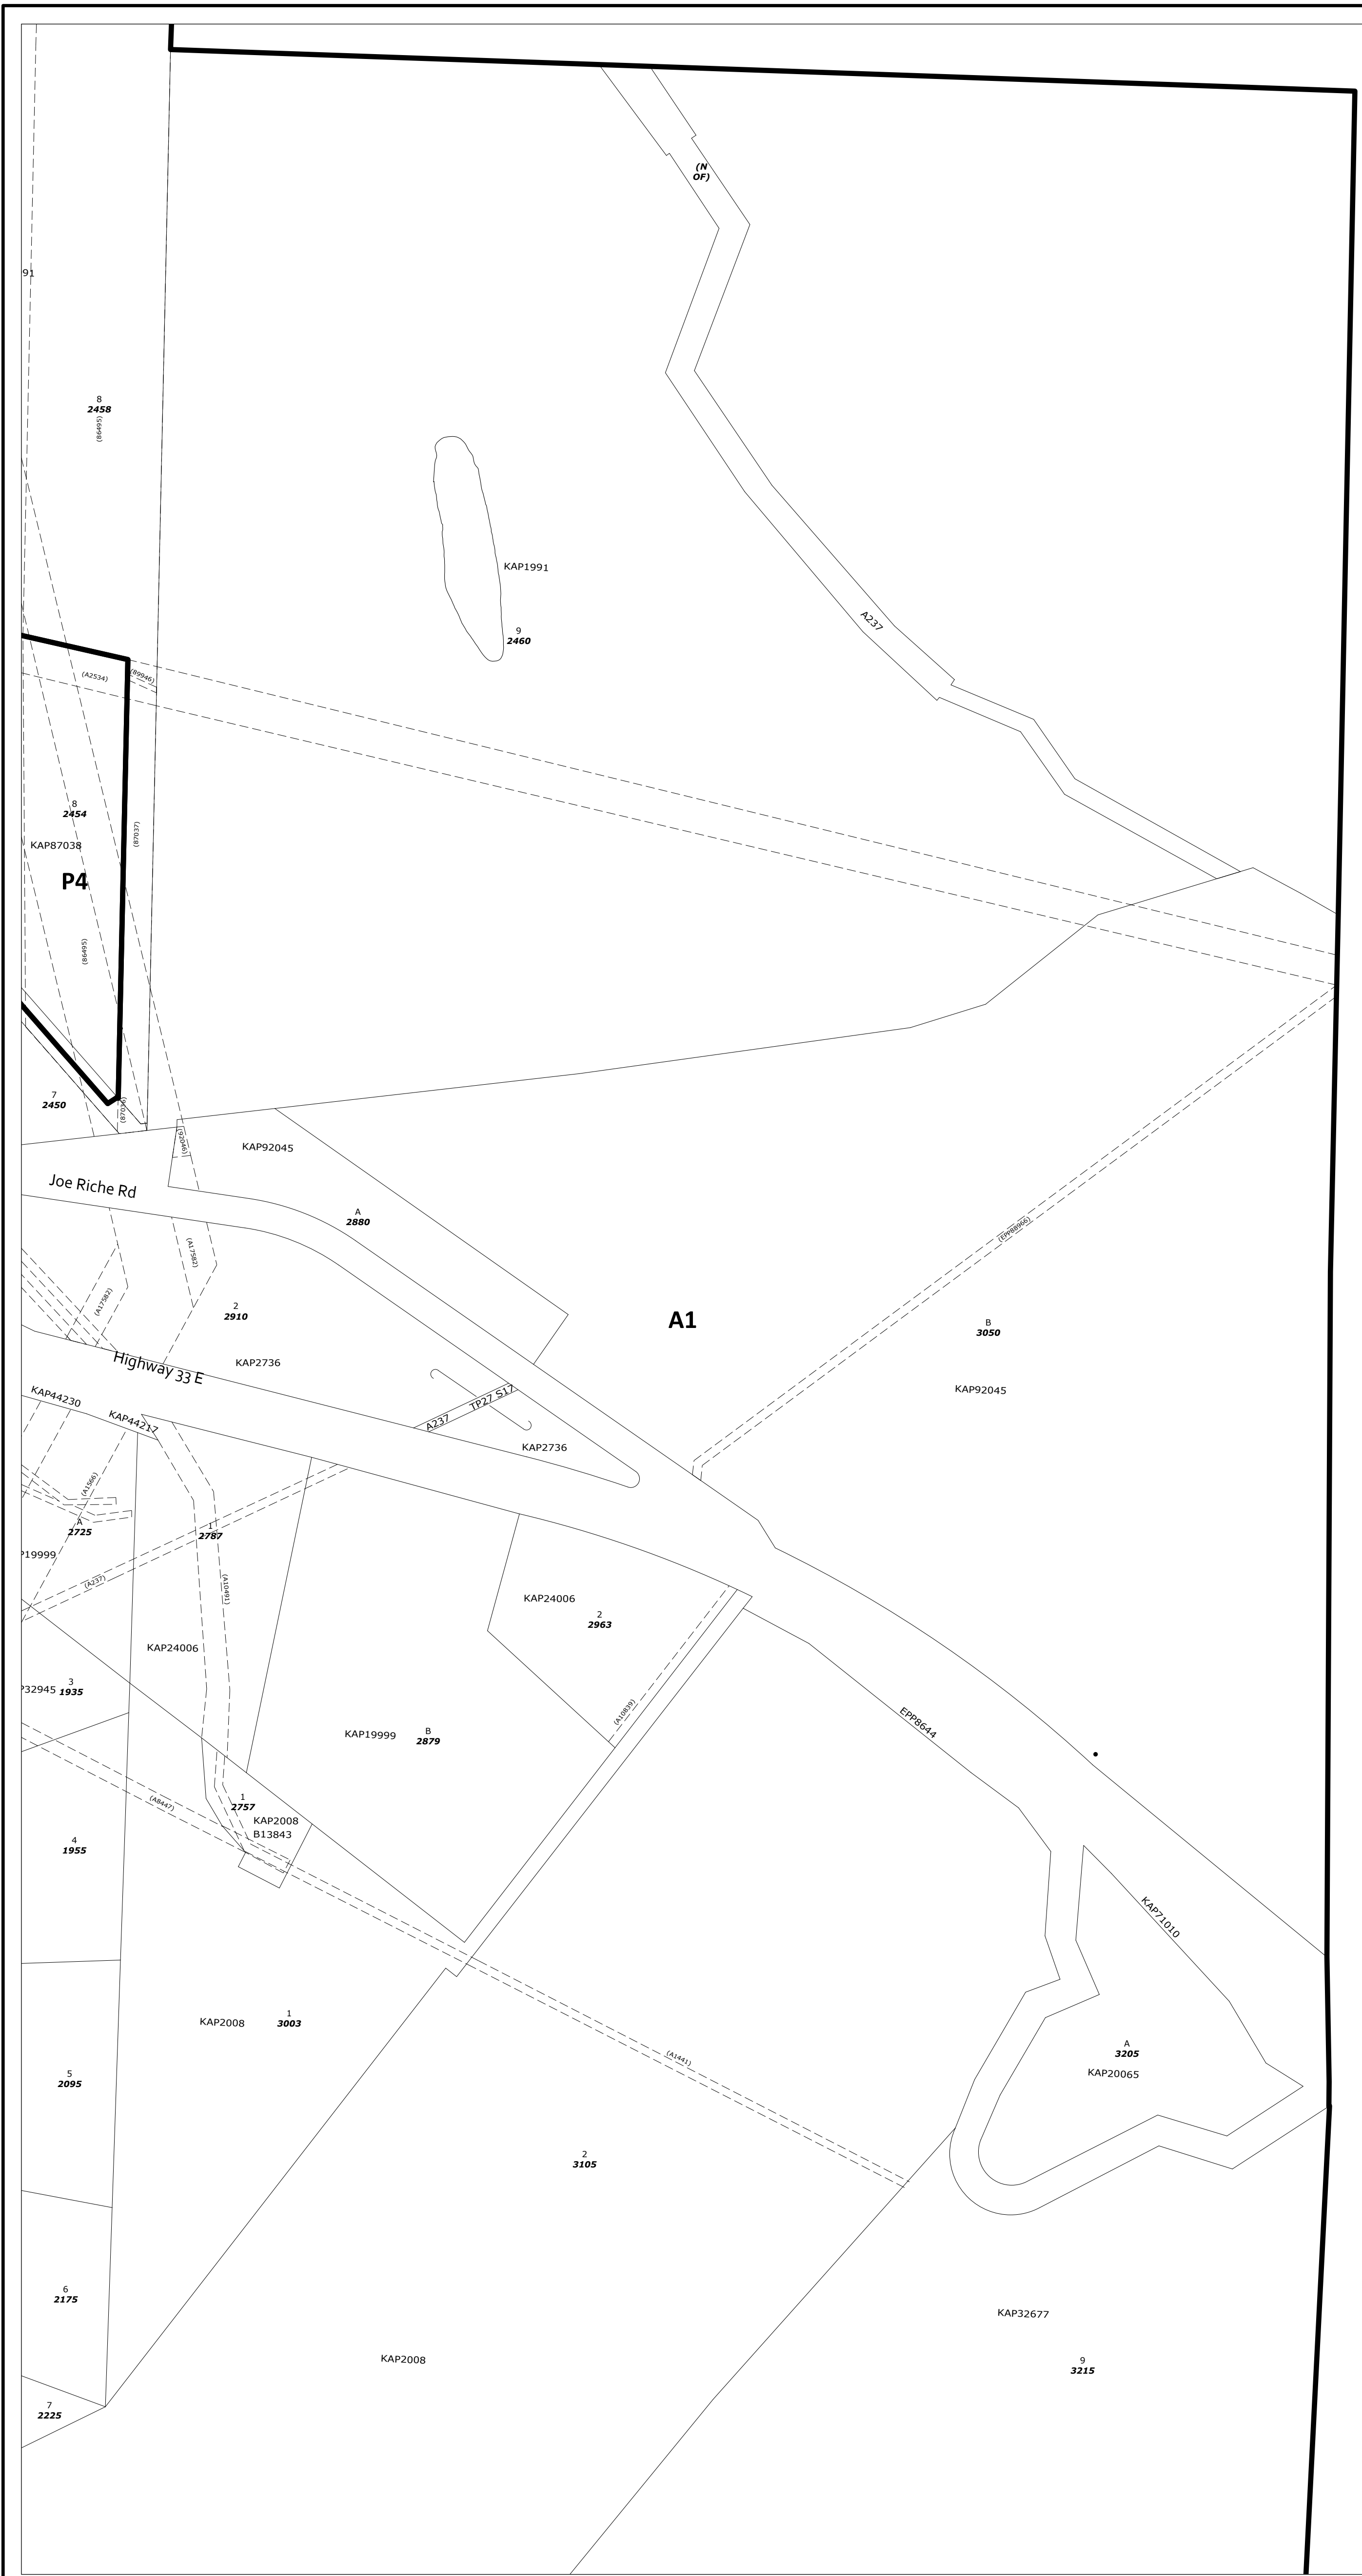 (N
OF)
91
8
2458
(86495)
KAP1991
9
2460
A237
(A2534)
(89946)
8
2454
(87037)
KAP87038
P4
(86495)
7
2450
(92046)
KAP92045
Joe Riche Rd
A
2880
(A17582)
(EPP88966)
(A17582)
2
2910
A1
B
3050
Highway 33 E
KAP2736
KAP92045
KAP44230
KAP44217
A237
TP27 S17
KAP2736
(A1566)
A
2725
1
2787
P19999
(A237)
(A10491)
KAP24006
2
2963
KAP24006
P32945
3
1935
(A10839)
KAP19999
B
2879
EPP8644
(A8447)
1
2757
KAP2008
B13843
4
1955
KAP71010
KAP2008
1
3003
(A1441)
A
3205
KAP20065
5
2095
2
3105
6
2175
KAP32677
KAP2008
9
3215
7
2225